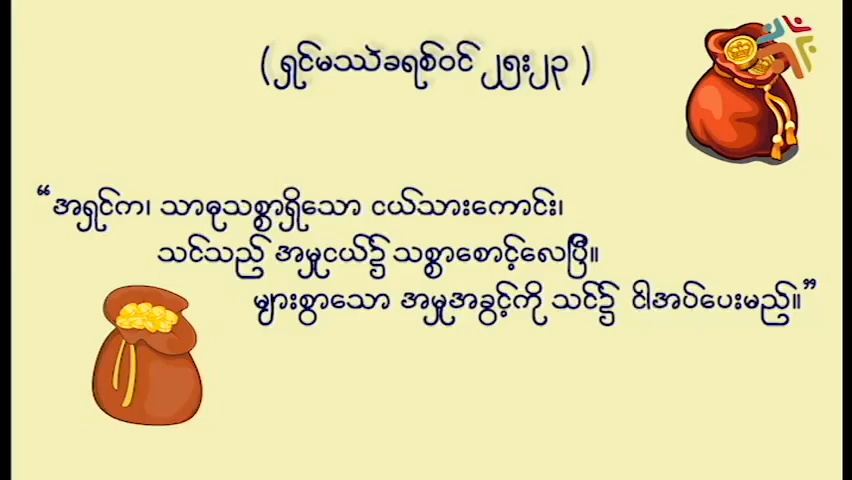 ( ရှင်မဿဲခရစ်ဝင် ၂၅း၂၃ )
“အရှင်က၊ သာဓုသစ္စာရှိသော ငယ်သားကောင်း၊
သင်သည် အမှုငယ်၌ သစ္စာစောင့်လေပြီ။
များစွာသော အမှုအခွင့်ကို သင်၌ ငါအပ်ပေးမည်။”